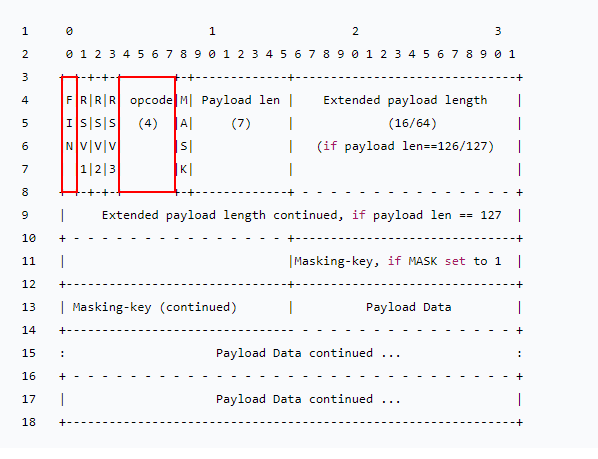 1      0                   1                   2                   3
2      0 1 2 3 4 5 6 7 8 9 0 1 2 3 4 5 6 7 8 9 0 1 2 3 4 5 6 7 8 9 0 1
3     +-+-+-+-+-------+-+-------------+-------------------------------+
4     F|R|R|R| opcode|M| Payload len |    Extended payload length    |
5     I|S|S|S|  (4)  |A|     (7)     |             (16/64)           |
6     N|V|V|V|       |S|             |   (if payload len==126/127)   |
7      |1|2|3|       |K|             |                               |
8     +-+-+-+-+-------+-+-------------+ - - - - - - - - - - - - - - - +
9     |     Extended payload length continued, if payload len == 127  |
10    + - - - - - - - - - - - - - - - +-------------------------------+
11    |                               |Masking-key, if MASK set to 1  |
12    +-------------------------------+-------------------------------+
13    | Masking-key (continued)       |          Payload Data         |
14    +-------------------------------- - - - - - - - - - - - - - - - +
15    :                     Payload Data continued ...                :
16    + - - - - - - - - - - - - - - - - - - - - - - - - - - - - - - - +
17    |                     Payload Data continued ...                |
18    +---------------------------------------------------------------+